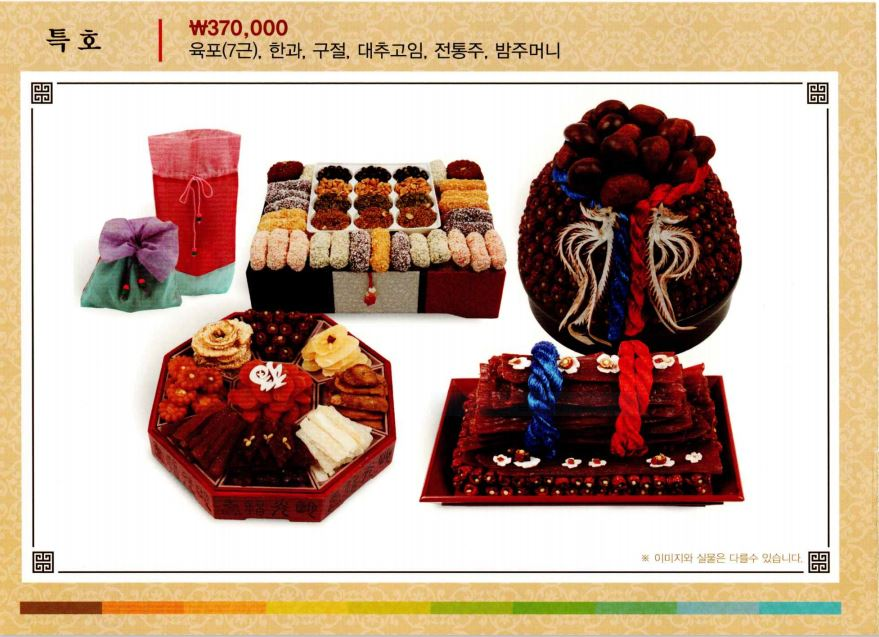 특호
₩370,000
육포(7근), 한과, 구절, 대추고임, 전통주, 밤주머니
※ 이미지와 실물은 다를수 있습니다.